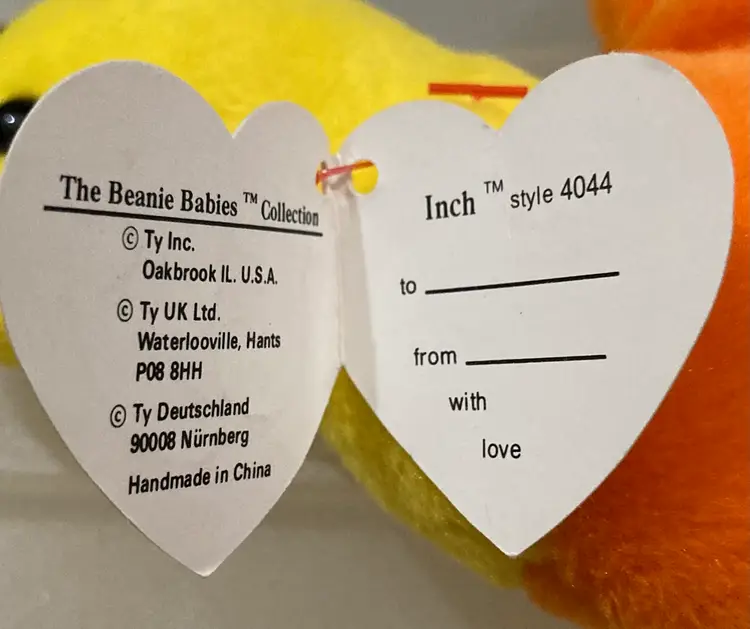 The Beanie Babies ™ Collection
© Ty Inc.
Oakbrook IL. U.S.A.
© Ty UK Ltd.
Waterlooville, Hants
P08 8HH
© Ty Deutschland
90008 Nürnberg
Handmade in China
Inch ™ style 4044
to
from
with
love